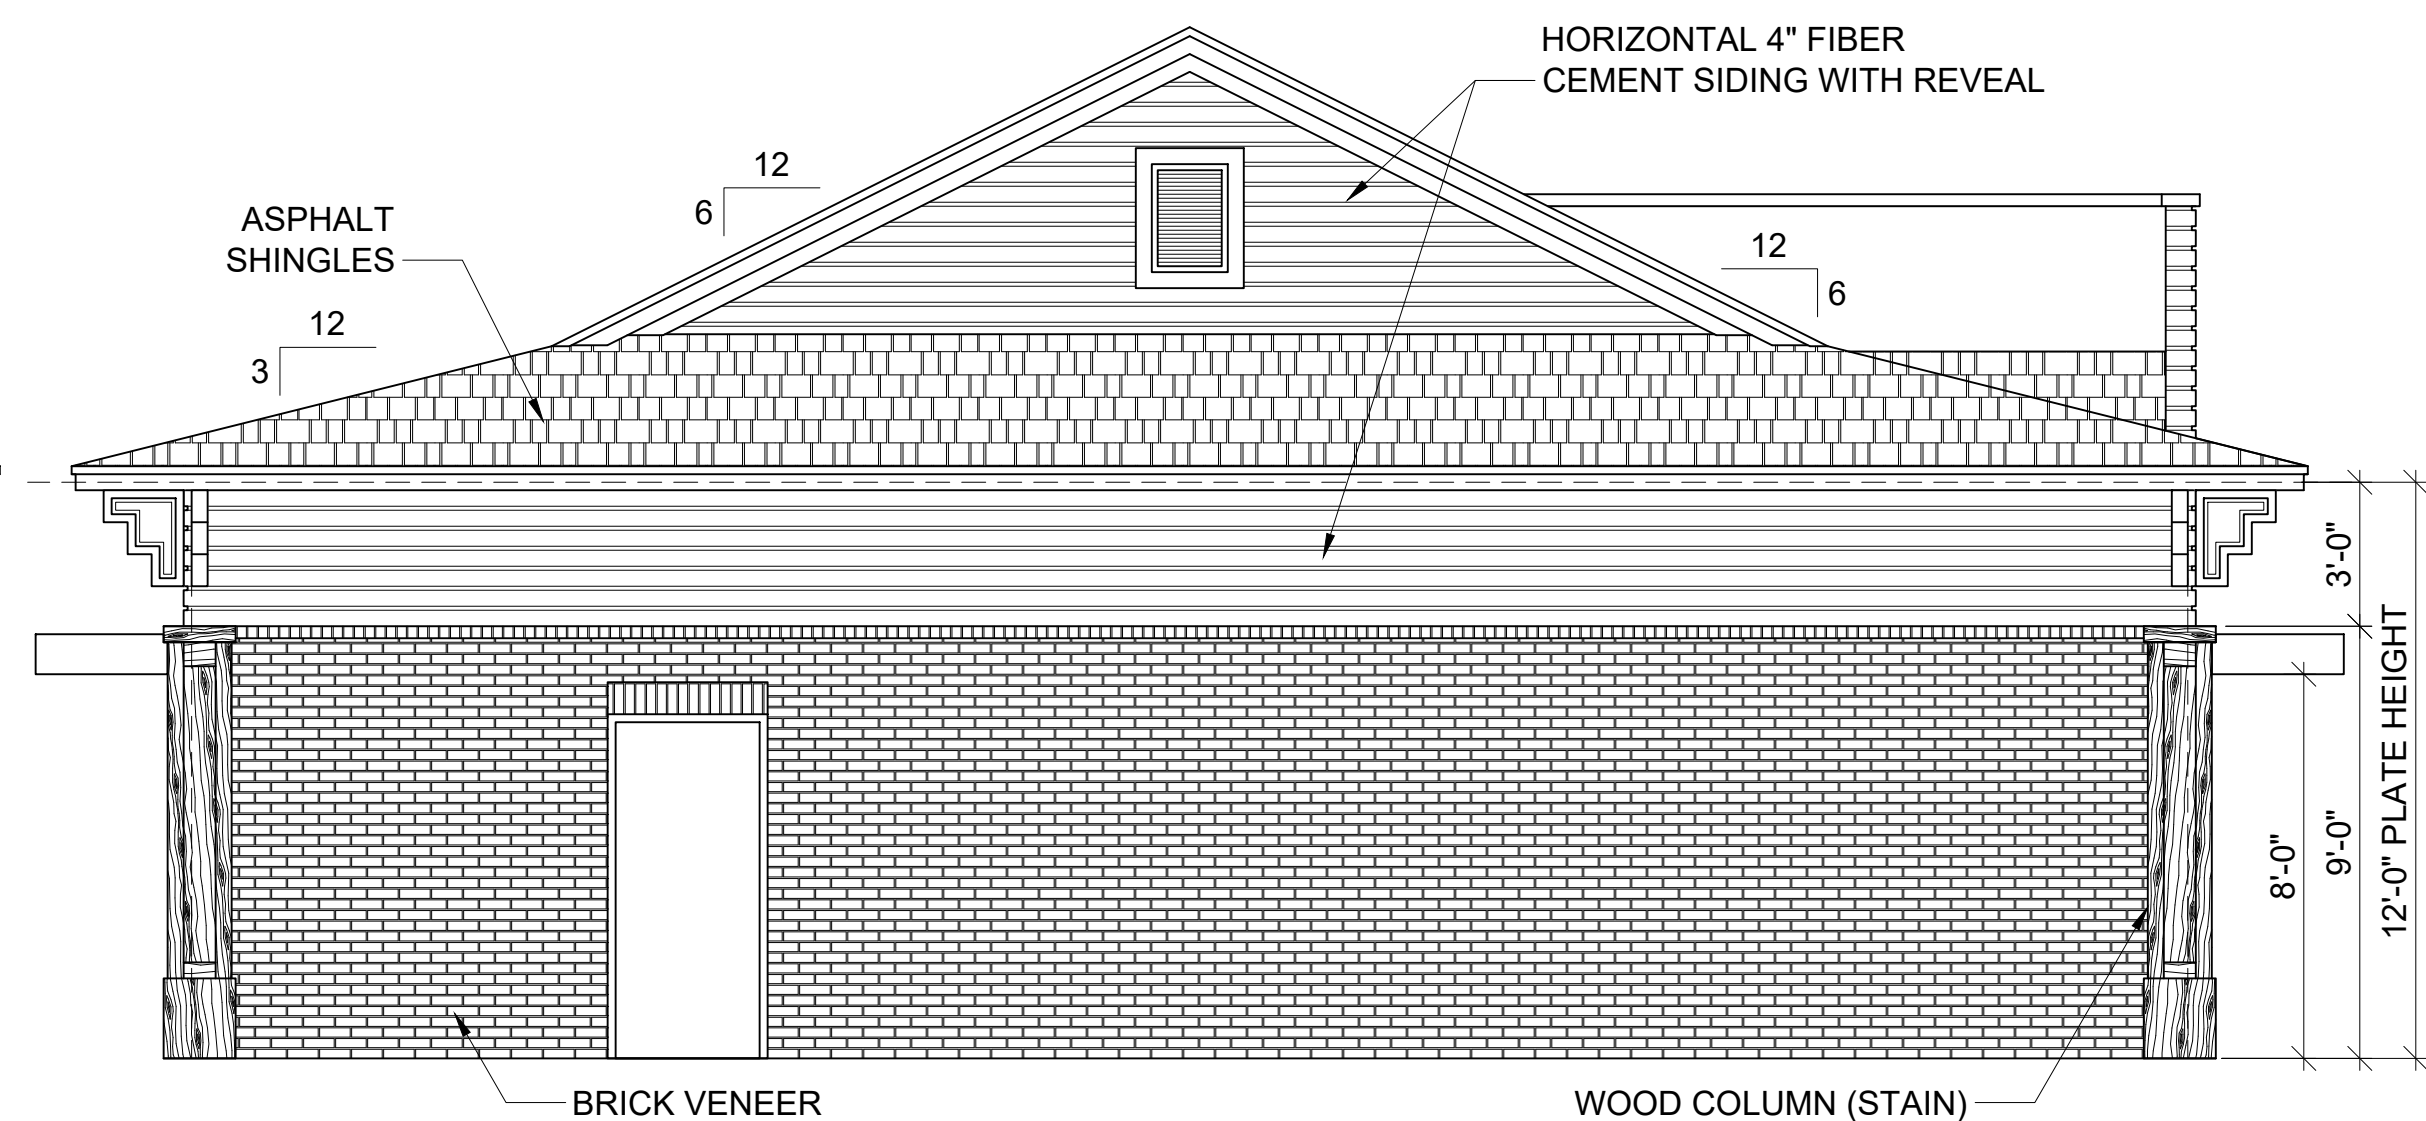 HORIZONTAL 4" FIBER
CEMENT SIDING WITH REVEAL
12
6
ASPHALT
SHINGLES
12
6
12
3
3'-0"
8'-0"
9'-0"
12'-0" PLATE HEIGHT
BRICK VENEER
WOOD COLUMN (STAIN)